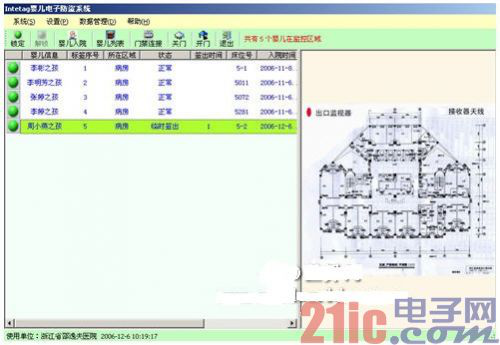 Intetag婴儿电子防盗系统
系统(S) 设置(P) 数据管理(D) 帮助(H)
锁定 解锁 婴儿入院 婴儿列表 门禁连接 关门 开门 退出 共有5个婴儿在监控区域
婴儿信息 标签序号 所在区域 状态 签出时间 床位号 入院时间
李彬之孩 1 病房 正常 5-1 2006-11-6
李明芳之孩 2 病房 正常 5011 2006-11-6.
张婷之孩 3 病房 正常 5072 2006-11-6.
李婷之孩 4 病房 正常 5281 2006-11-6.
周小燕之孩 5 病房 临时签出 1 5-2 2006-12-6
出口监视器 接收器天线
21ic.com 电子网
使用单位：浙江省邵逸夫医院 2006-12-6 10:19:17